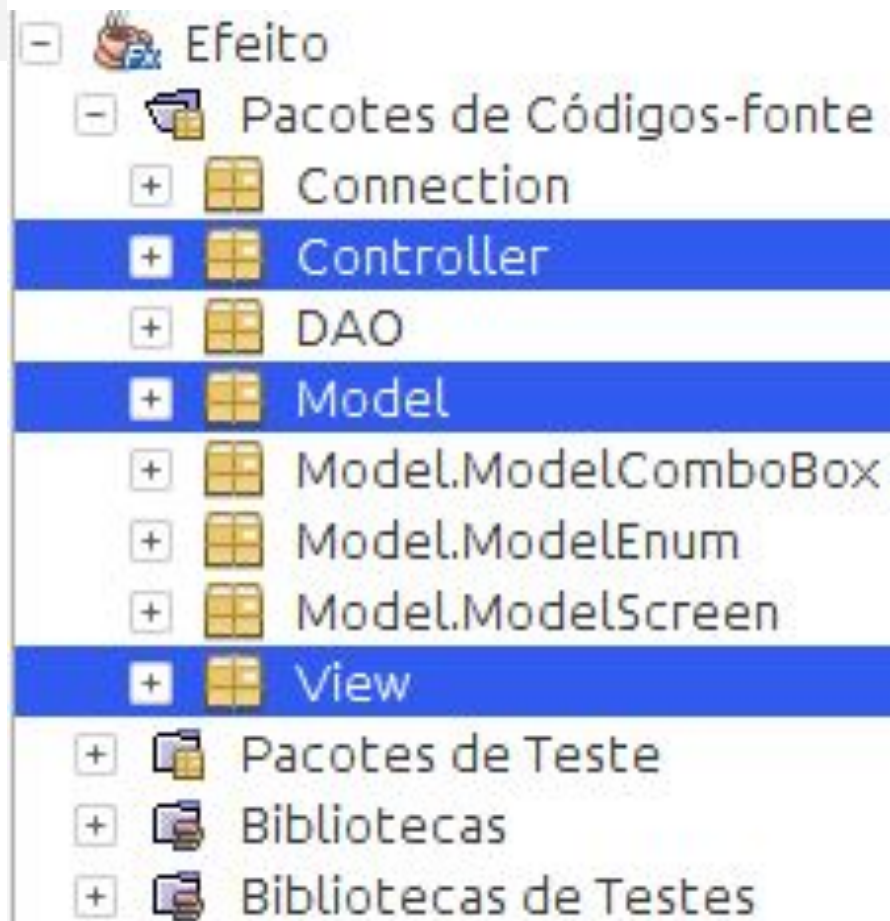 Efeito
Pacotes de Códigos-fonte
Connection
Controller
DAO
Model
Model.ModelComboBox
Model.ModelEnum
Model.ModelScreen
View
Pacotes de Teste
Bibliotecas
Bibliotecas de Testes